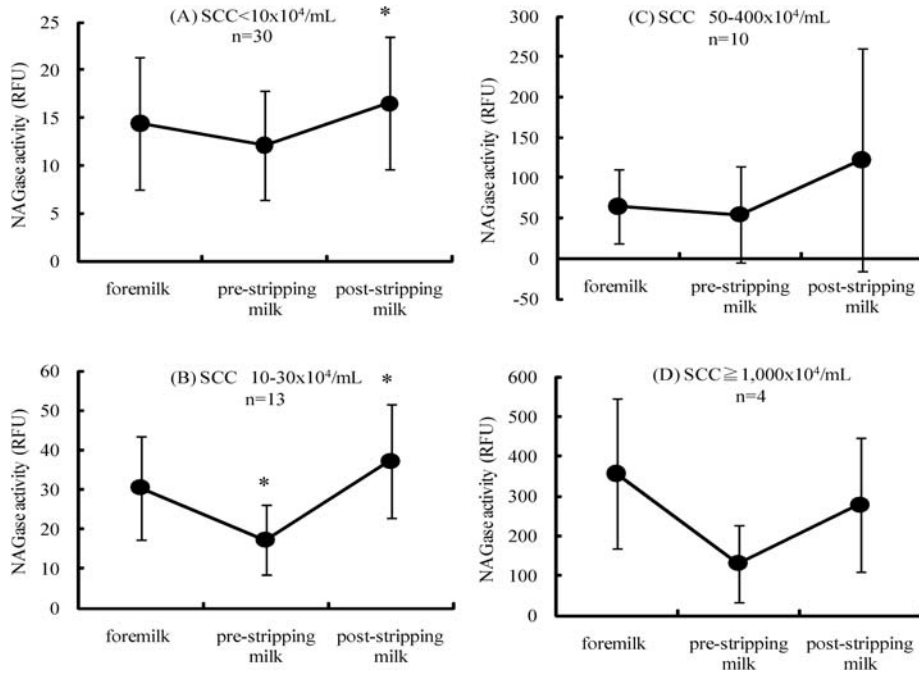 (A) SCC<10x10⁴/mL
n=30
*
NAGase activity (RFU)
25
20
15
10
5
0
foremilk
pre-stripping
milk
post-stripping
milk
(C) SCC 50-400x10⁴/mL
n=10
NAGase activity (RFU)
300
250
200
150
100
50
0
-50
foremilk
pre-stripping
milk
post-stripping
milk
(B) SCC 10-30x10⁴/mL
n=13
*
*
NAGase activity (RFU)
60
50
40
30
20
10
0
foremilk
pre-stripping
milk
post-stripping
milk
(D) SCC≧1,000x10⁴/mL
n=4
NAGase activity (RFU)
600
500
400
300
200
100
0
foremilk
pre-stripping
milk
post-stripping
milk